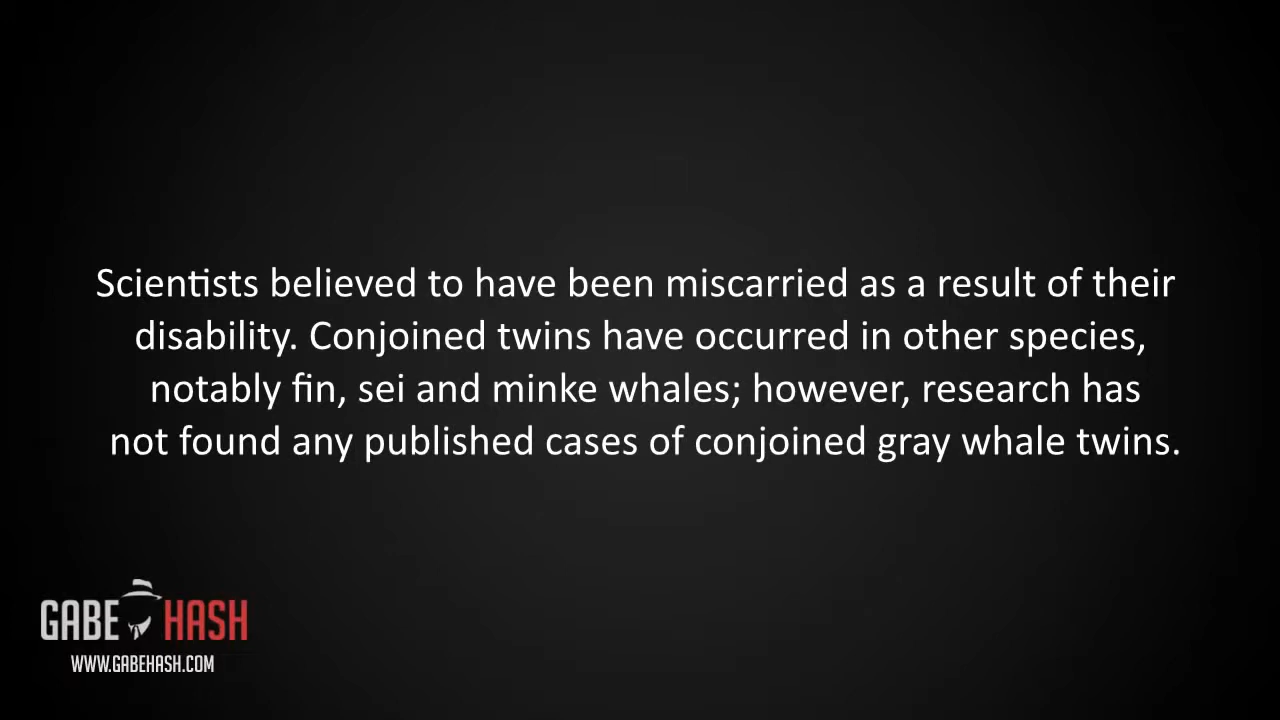 Scientists believed to have been miscarried as a result of their
disability. Conjoined twins have occurred in other species,
notably fin, sei and minke whales; however, research has
not found any published cases of conjoined gray whale twins.
GABE HASH
WWW.GABEHASH.COM